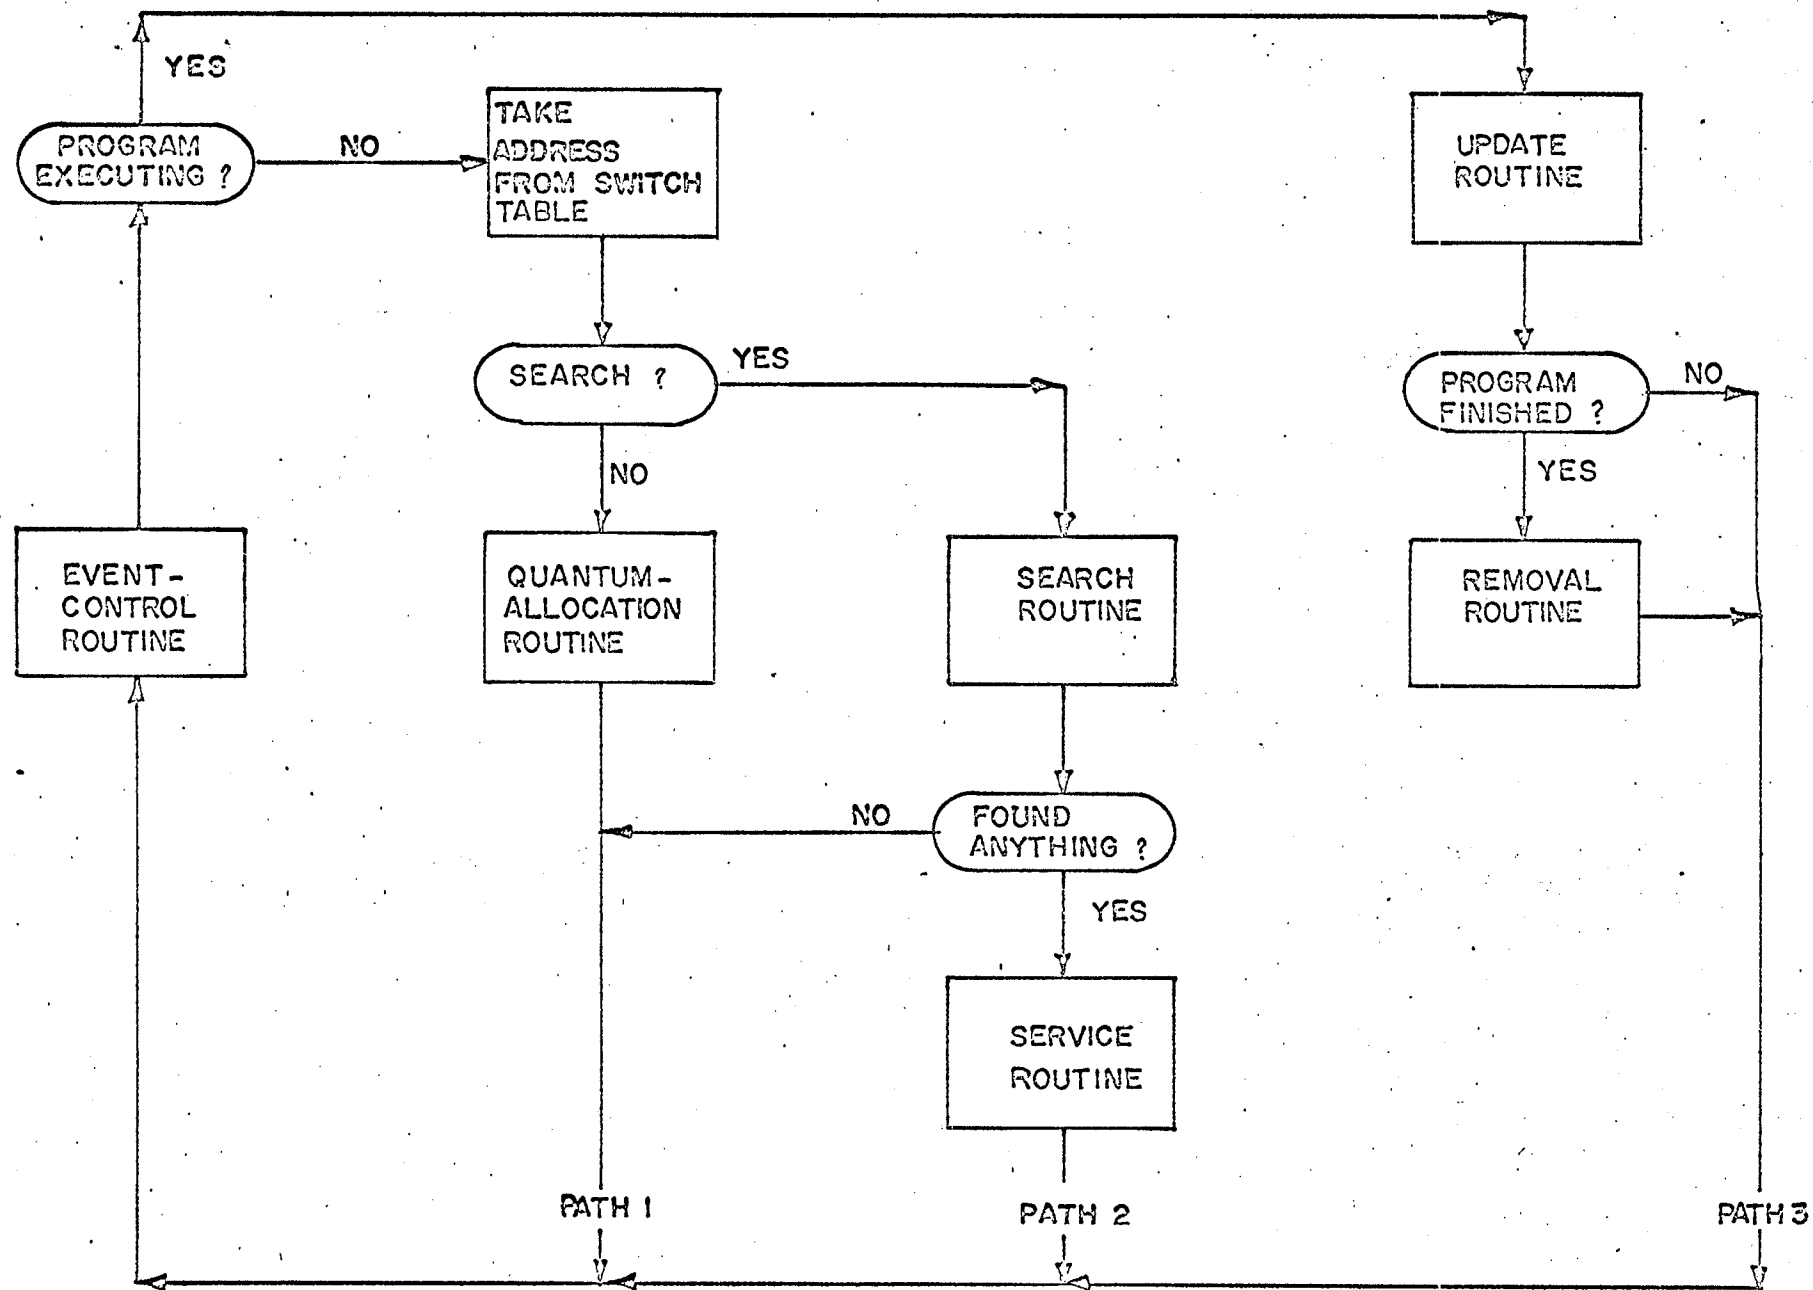 YES
PROGRAM
EXECUTING ?
NO
TAKE
ADDRESS
FROM SWITCH
TABLE
UPDATE
ROUTINE
SEARCH ?
YES
PROGRAM
FINISHED ?
NO
NO
YES
EVENT-
CONTROL
ROUTINE
QUANTUM-
ALLOCATION
ROUTINE
SEARCH
ROUTINE
REMOVAL
ROUTINE
NO
FOUND
ANYTHING ?
YES
SERVICE
ROUTINE
PATH 1
PATH 2
PATH 3